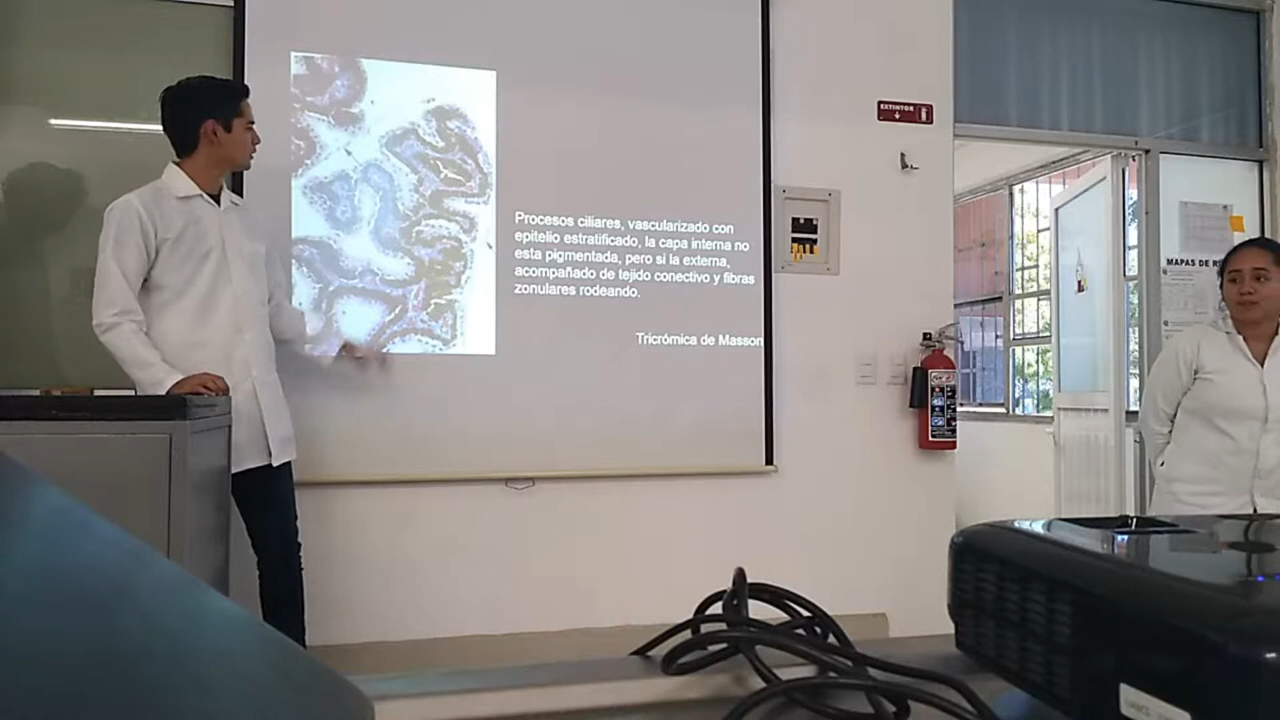 EXTINTOR
Procesos ciliares, vascularizado con
epitelio estratificado, la capa interna no
esta pigmentada, pero si la externa,
acompañado de tejido conectivo y fibras
zonulares rodeando.
Tricrómica de Masson
MAPAS DE